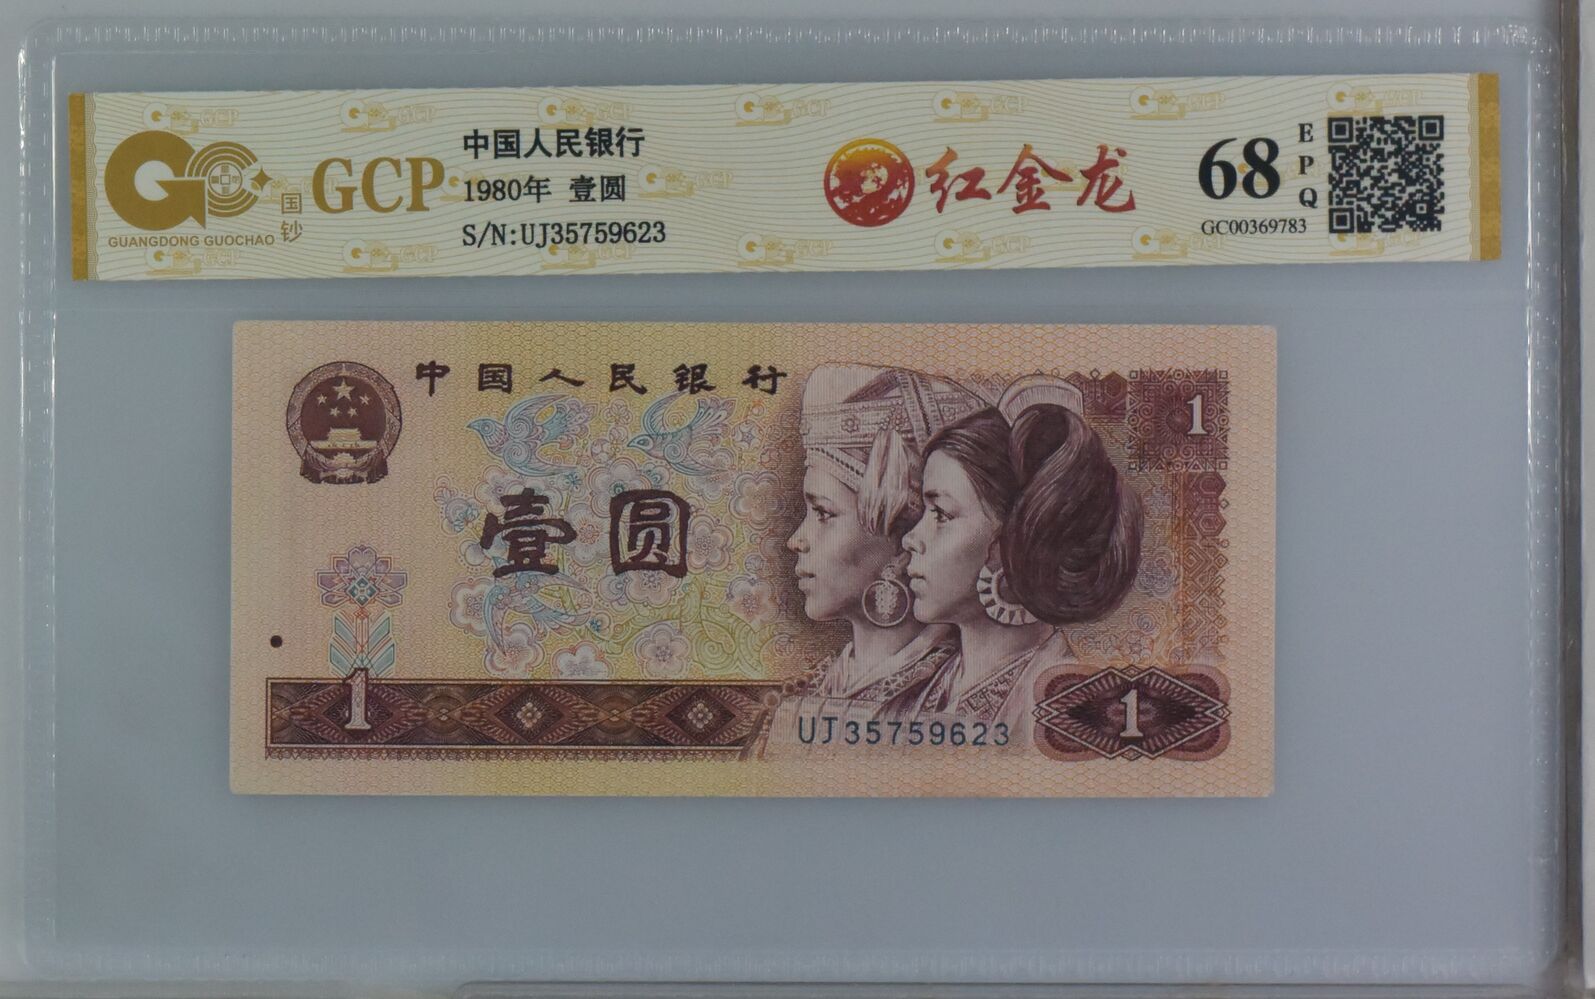 GUANGDONG GUOCHAO
国钞
GCP
中国人民银行
1980年 壹圆
S/N:UJ35759623
红金龙
68
EPQ
GC00369783
中国人民银行
1
壹圆
1
UJ35759623
1